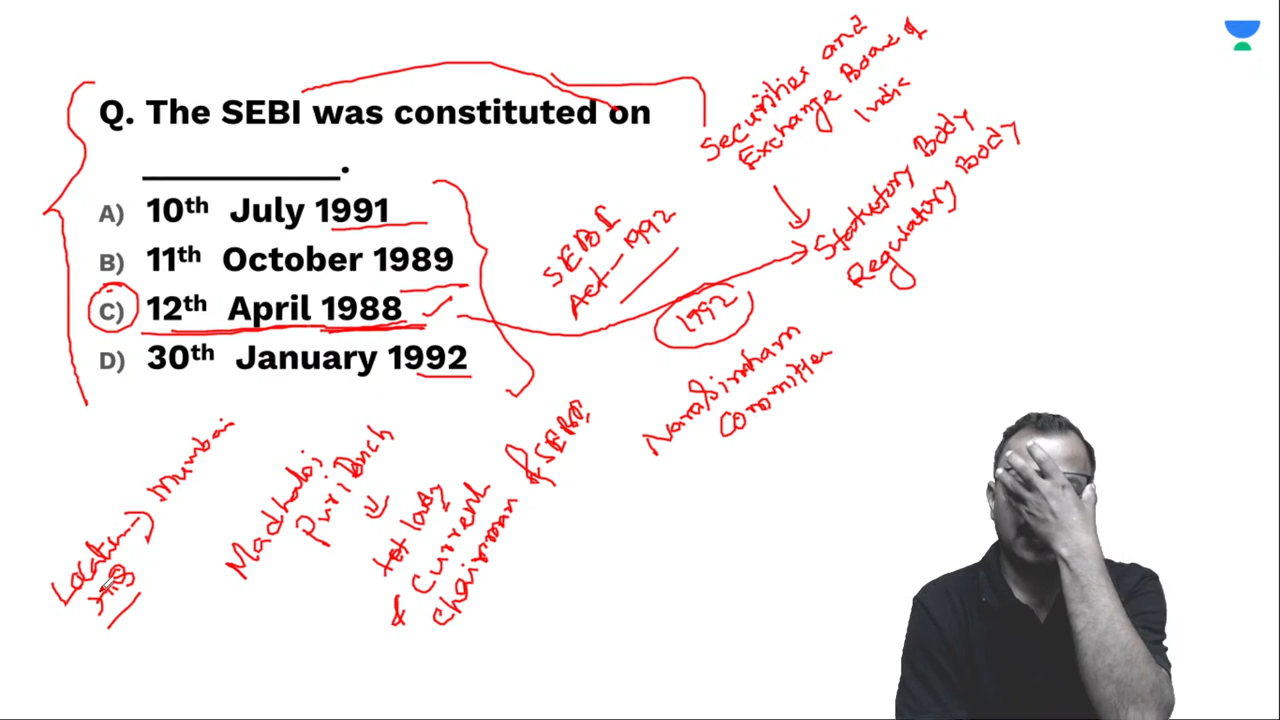 Q. The SEBI was constituted on
____________.
A) 10th July 1991
B) 11th October 1989
C) 12th April 1988
D) 30th January 1992
Securities and
Exchange Board of
India
Statutory Body
Regulatory Body
SEBI
Act - 1992
1992
Narasimham
Committee
Location → Mumbai
Madhabi
Puri Buch
1st lady
& Current
Chairman of SEBI